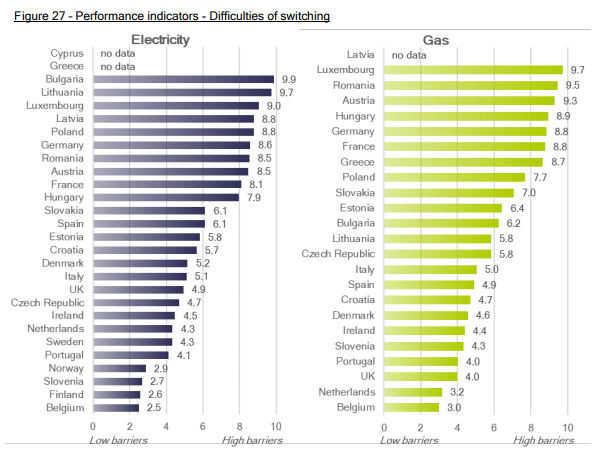 Figure 27 - Performance indicators - Difficulties of switching
Electricity
Cyprus no data
Greece no data
Bulgaria 9.9
Lithuania 9.7
Luxembourg 9.0
Latvia 8.8
Poland 8.8
Germany 8.6
Romania 8.5
Austria 8.5
France 8.1
Hungary 7.9
Slovakia 6.1
Spain 6.1
Estonia 5.8
Croatia 5.7
Denmark 5.2
Italy 5.1
UK 4.9
Czech Republic 4.7
Ireland 4.5
Netherlands 4.3
Sweden 4.3
Portugal 4.1
Norway 2.9
Slovenia 2.7
Finland 2.6
Belgium 2.5
0 2 4 6 8 10
Low barriers High barriers
Gas
Latvia no data
Luxembourg 9.7
Romania 9.5
Austria 9.3
Hungary 8.9
Germany 8.8
France 8.8
Greece 8.7
Poland 7.7
Slovakia 7.0
Estonia 6.4
Bulgaria 6.2
Lithuania 5.8
Czech Republic 5.8
Italy 5.0
Spain 4.9
Croatia 4.7
Denmark 4.6
Ireland 4.4
Slovenia 4.3
Portugal 4.0
UK 4.0
Netherlands 3.2
Belgium 3.0
0 2 4 6 8 10
Low barriers High barriers